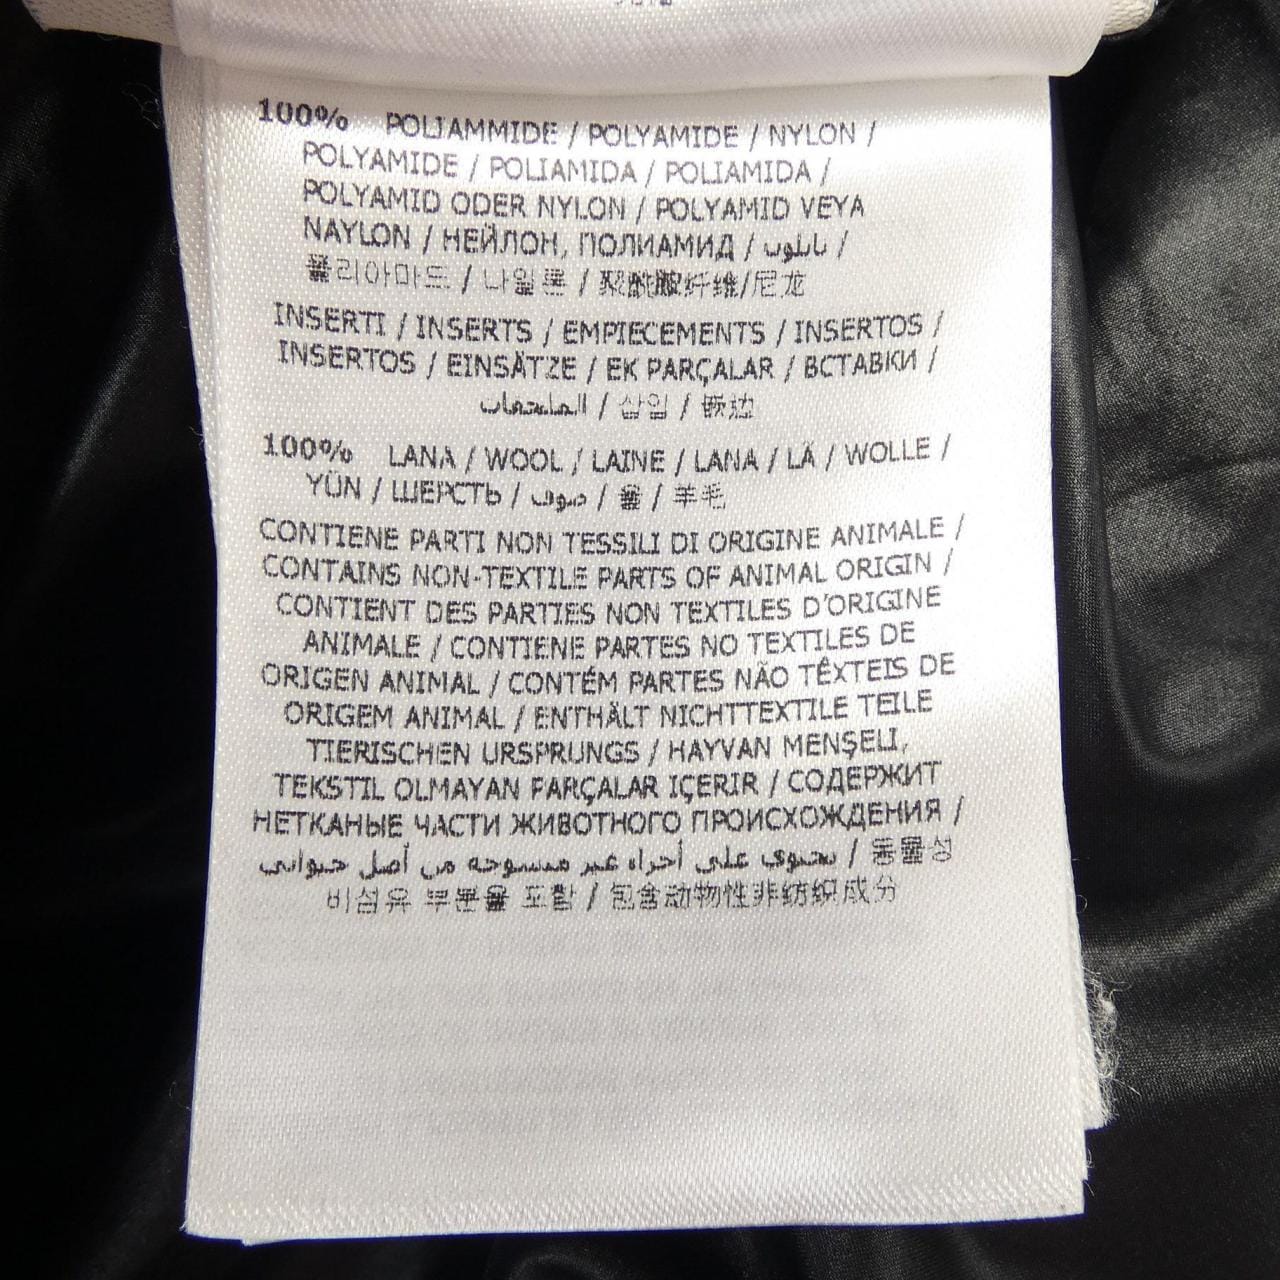 100% POLIAMMIDE / POLYAMIDE / NYLON /
POLYAMIDE / POLIAMIDA / POLIAMIDA /
POLYAMID ODER NYLON / POLYAMID VEYA
NAYLON / НЕЙЛОН, ПОЛИАМИД / نايلون /
폴리아마드 / 나일론 / 聚酰胺纤维/尼龙
INSERTI / INSERTS / EMPIECEMENTS / INSERTOS /
INSERTOS / EINSÄTZE / EK PARÇALAR / ВСТАВКИ /
الملحقات / 삽입 / 嵌边
100% LANA / WOOL / LAINE / LANA / LÃ / WOLLE /
YÜN / ШЕРСТЬ / صوف / 울 / 羊毛
CONTIENE PARTI NON TESSILI DI ORIGINE ANIMALE /
CONTAINS NON-TEXTILE PARTS OF ANIMAL ORIGIN /
CONTIENT DES PARTIES NON TEXTILES D'ORIGINE
ANIMALE / CONTIENE PARTES NO TEXTILES DE
ORIGEN ANIMAL / CONTÉM PARTES NÃO TÊXTEIS DE
ORIGEM ANIMAL / ENTHÄLT NICHTTEXTILE TEILE
TIERISCHEN URSPRUNGS / HAYVAN MENŞELİ,
TEKSTIL OLMAYAN PARÇALAR IÇERIR / СОДЕРЖИТ
НЕТКАНЫЕ ЧАСТИ ЖИВОТНОГО ПРОИСХОЖДЕНИЯ /
يحتوي على أجزاء غير منسوجة من أصل حيواني / 동물성
비섬유 부분을 포함 / 包含动物性非纺织成分